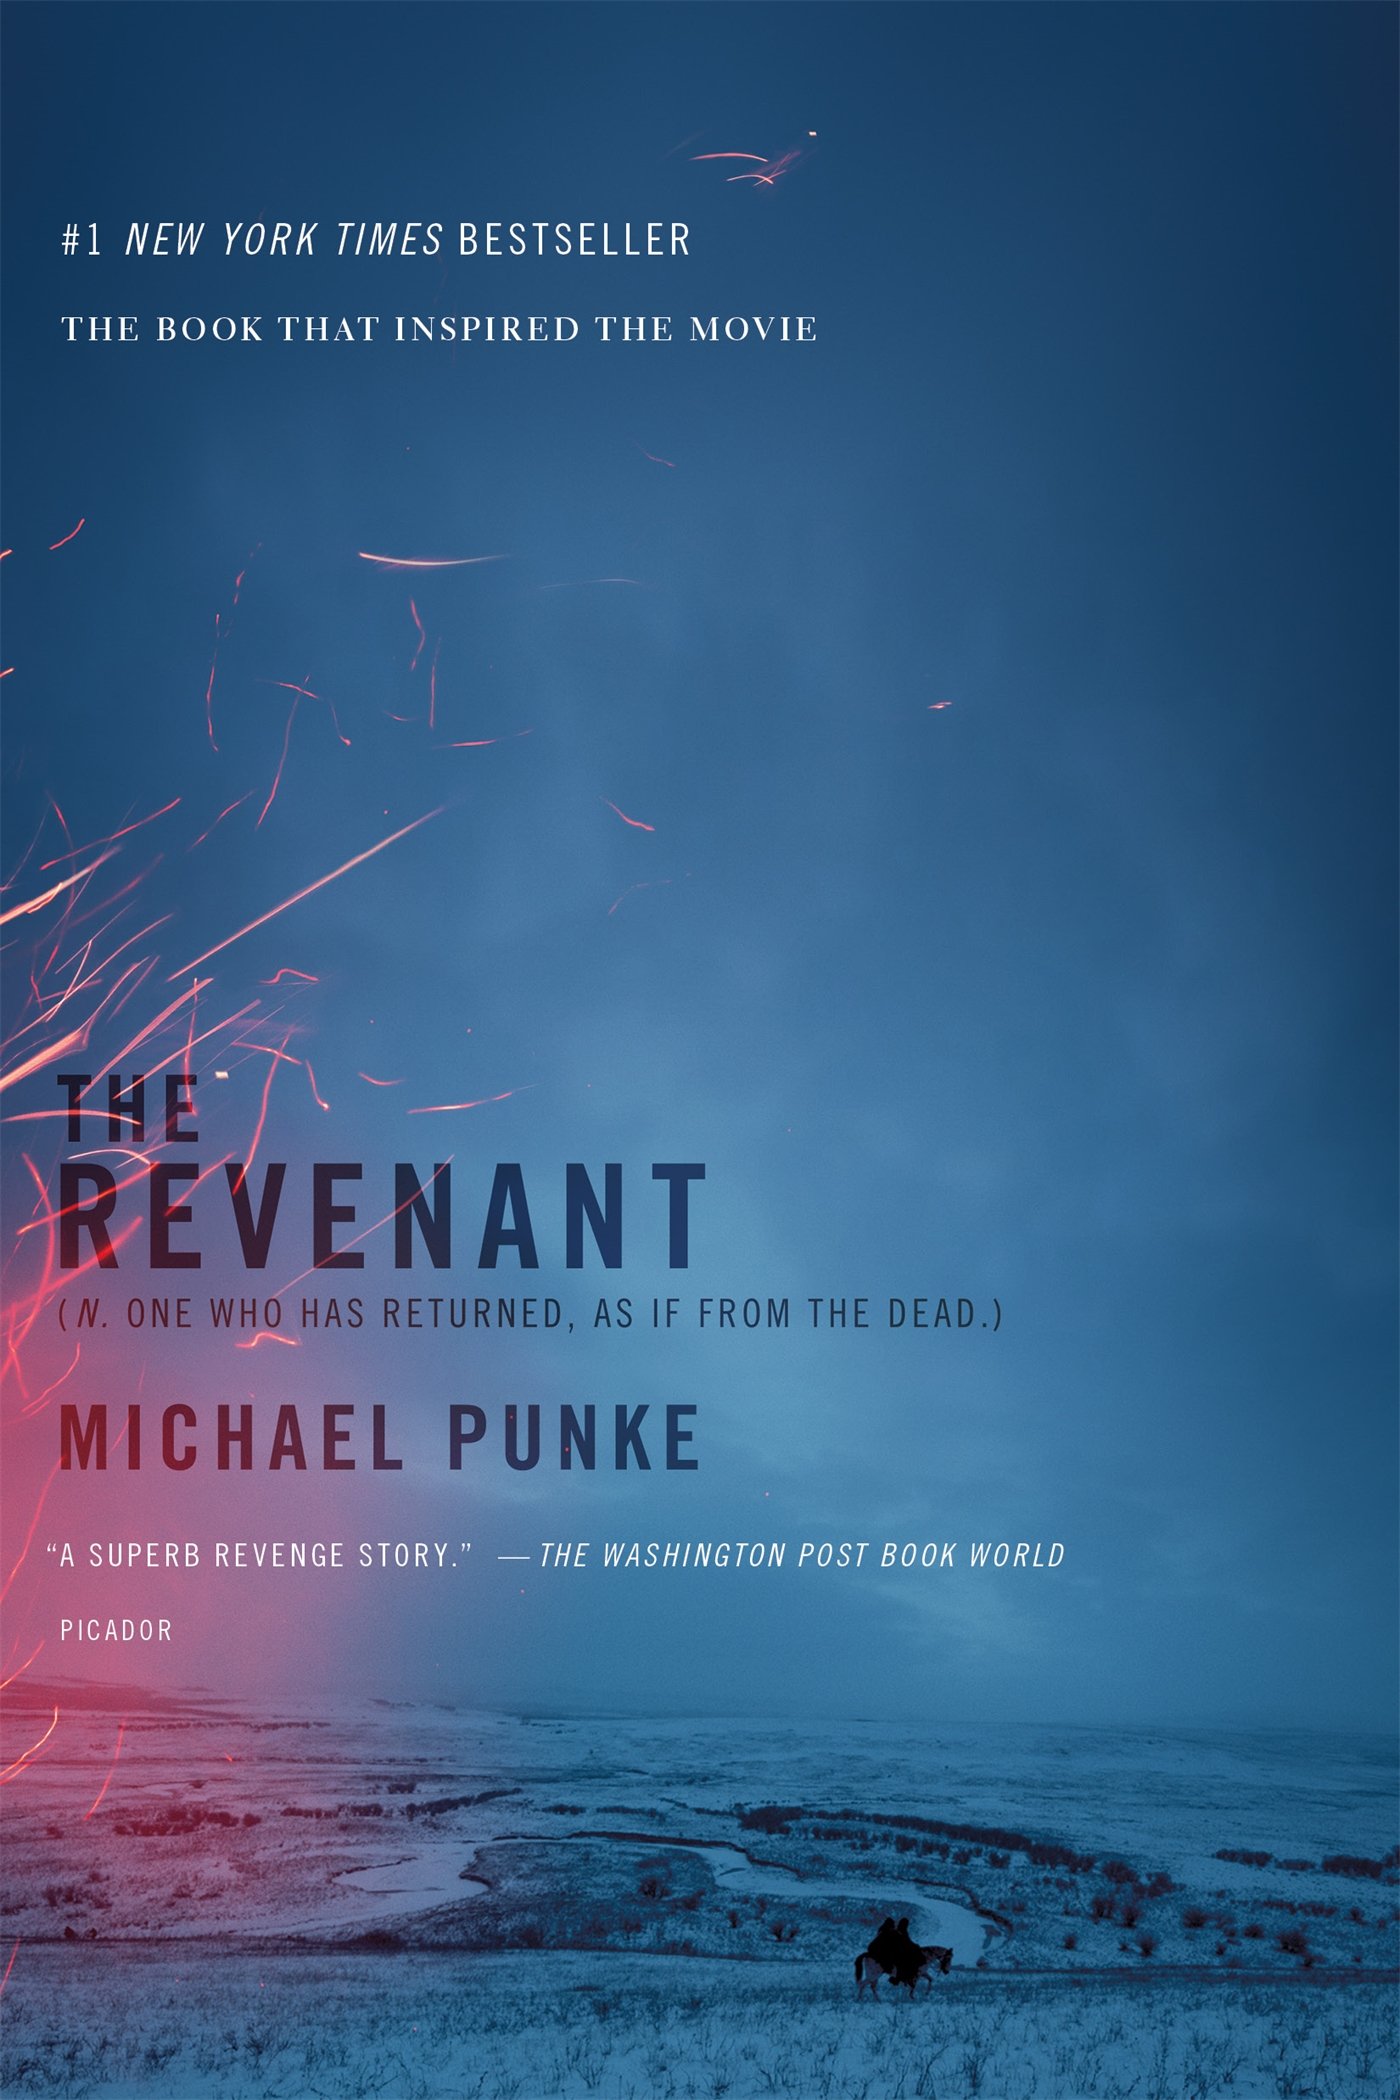 #1 NEW YORK TIMES BESTSELLER
THE BOOK THAT INSPIRED THE MOVIE
THE
REVENANT
(N. ONE WHO HAS RETURNED, AS IF FROM THE DEAD.)
MICHAEL PUNKE
“A SUPERB REVENGE STORY.” —THE WASHINGTON POST BOOK WORLD
PICADOR